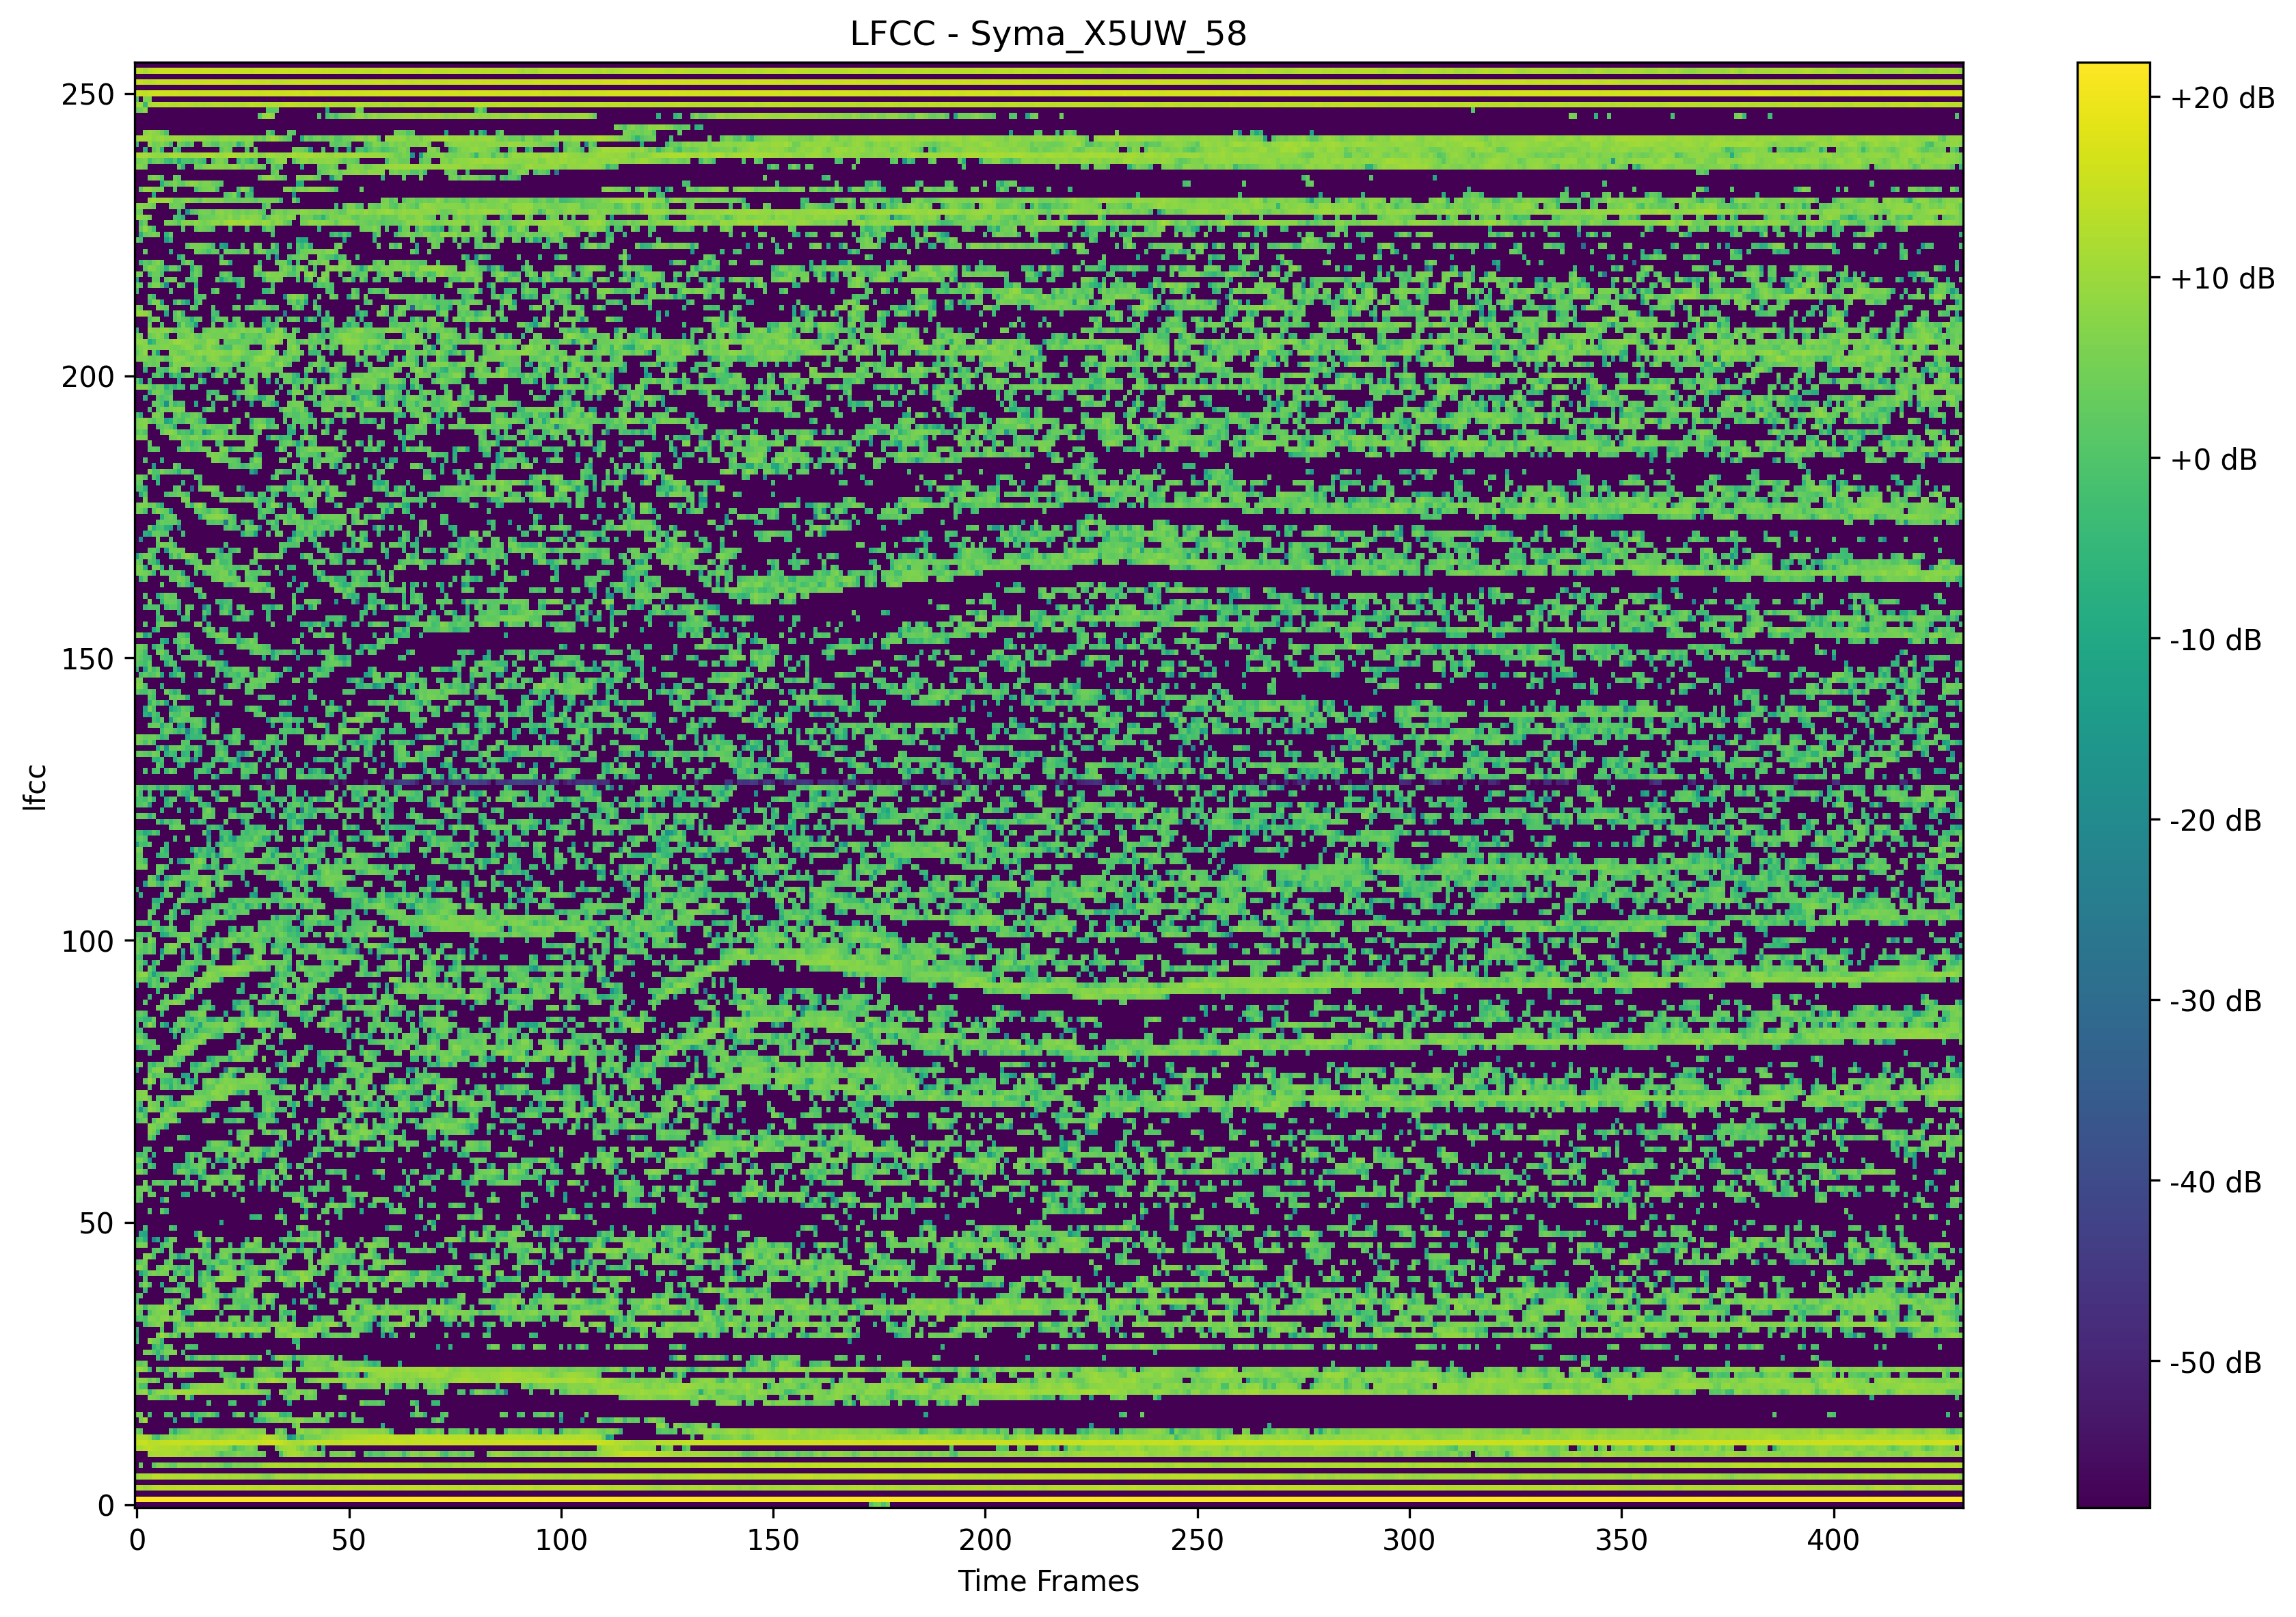 LFCC - Syma_X5UW_58
250
200
150
100
50
0
lfcc
0 50 100 150 200 250 300 350 400
Time Frames
+20 dB
+10 dB
+0 dB
-10 dB
-20 dB
-30 dB
-40 dB
-50 dB